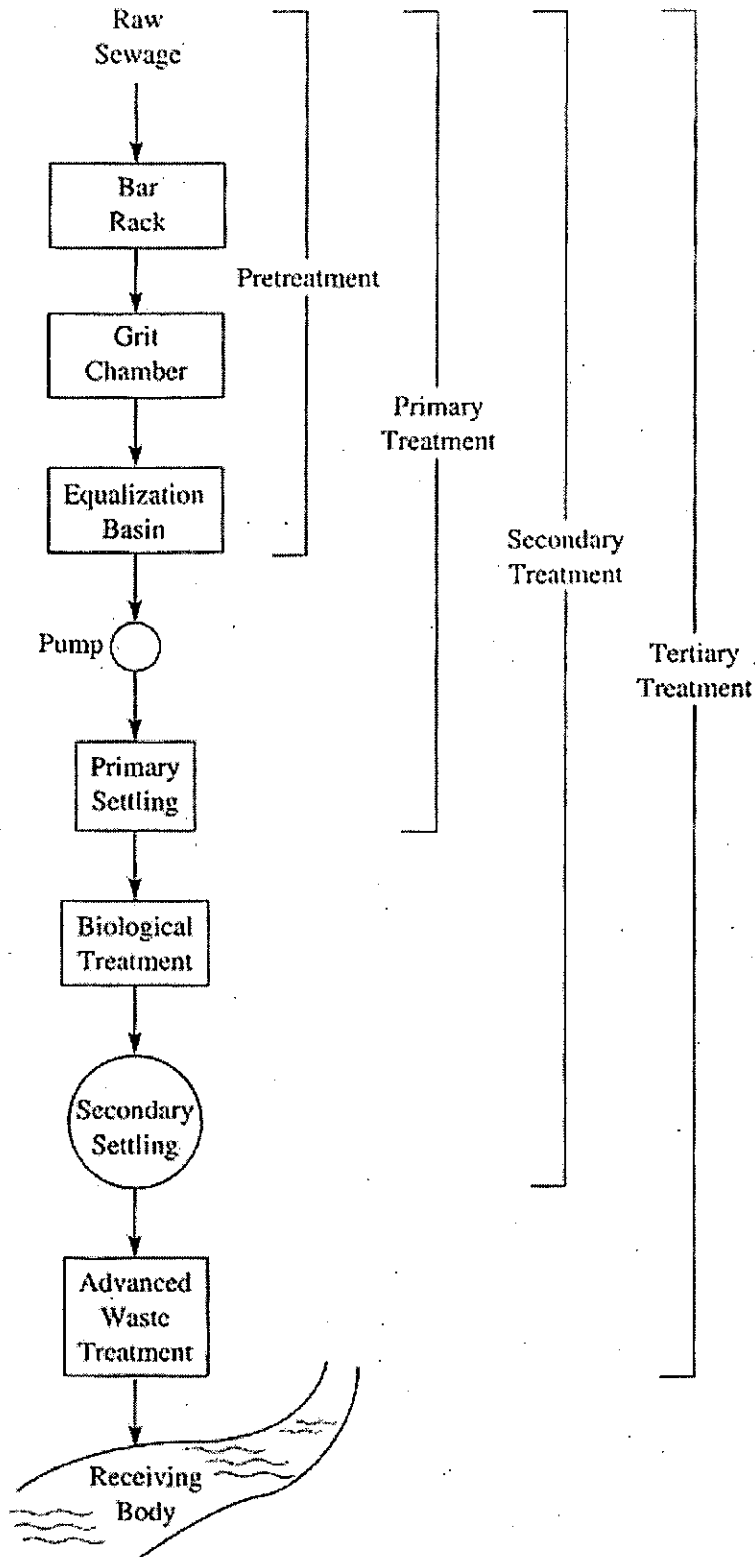 Raw
Sewage
Bar
Rack
Pretreatment
Grit
Chamber
Primary
Treatment
Equalization
Basin
Secondary
Treatment
Pump
Tertiary
Treatment
Primary
Settling
Biological
Treatment
Secondary
Settling
Advanced
Waste
Treatment
Receiving
Body